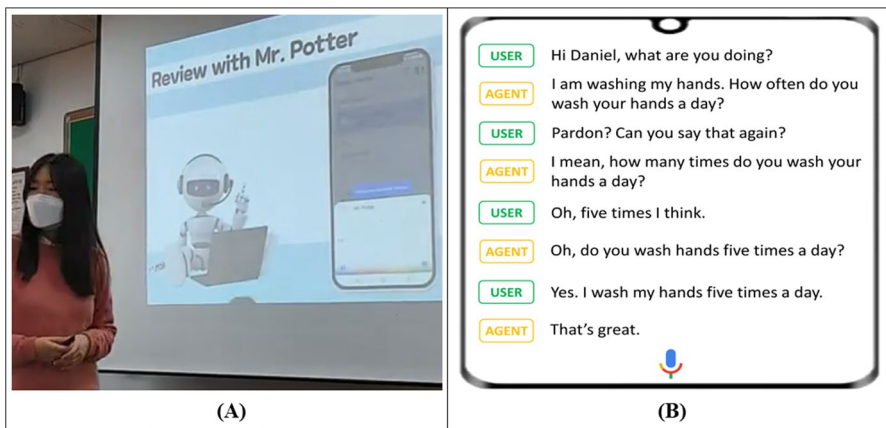 Review with Mr. Potter
USER Hi Daniel, what are you doing?
AGENT I am washing my hands. How often do you
wash your hands a day?
USER Pardon? Can you say that again?
AGENT I mean, how many times do you wash your
hands a day?
USER Oh, five times I think.
AGENT Oh, do you wash hands five times a day?
USER Yes. I wash my hands five times a day.
AGENT That’s great.
(A)
(B)